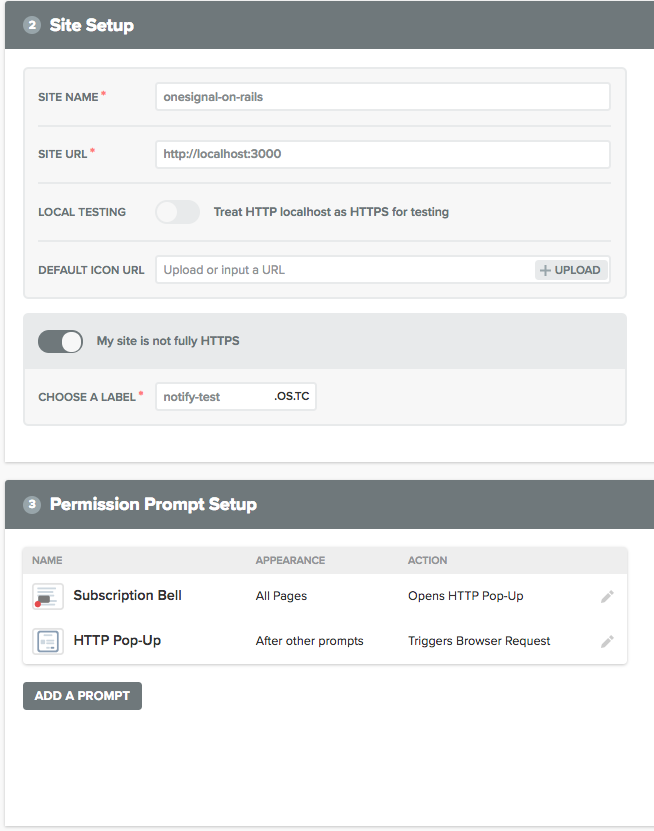 2 Site Setup
SITE NAME *
onesignal-on-rails
SITE URL *
http://localhost:3000
LOCAL TESTING
Treat HTTP localhost as HTTPS for testing
DEFAULT ICON URL
Upload or input a URL
+ UPLOAD
My site is not fully HTTPS
CHOOSE A LABEL *
notify-test .OS.TC
3 Permission Prompt Setup
NAME APPEARANCE ACTION
Subscription Bell All Pages Opens HTTP Pop-Up
HTTP Pop-Up After other prompts Triggers Browser Request
ADD A PROMPT